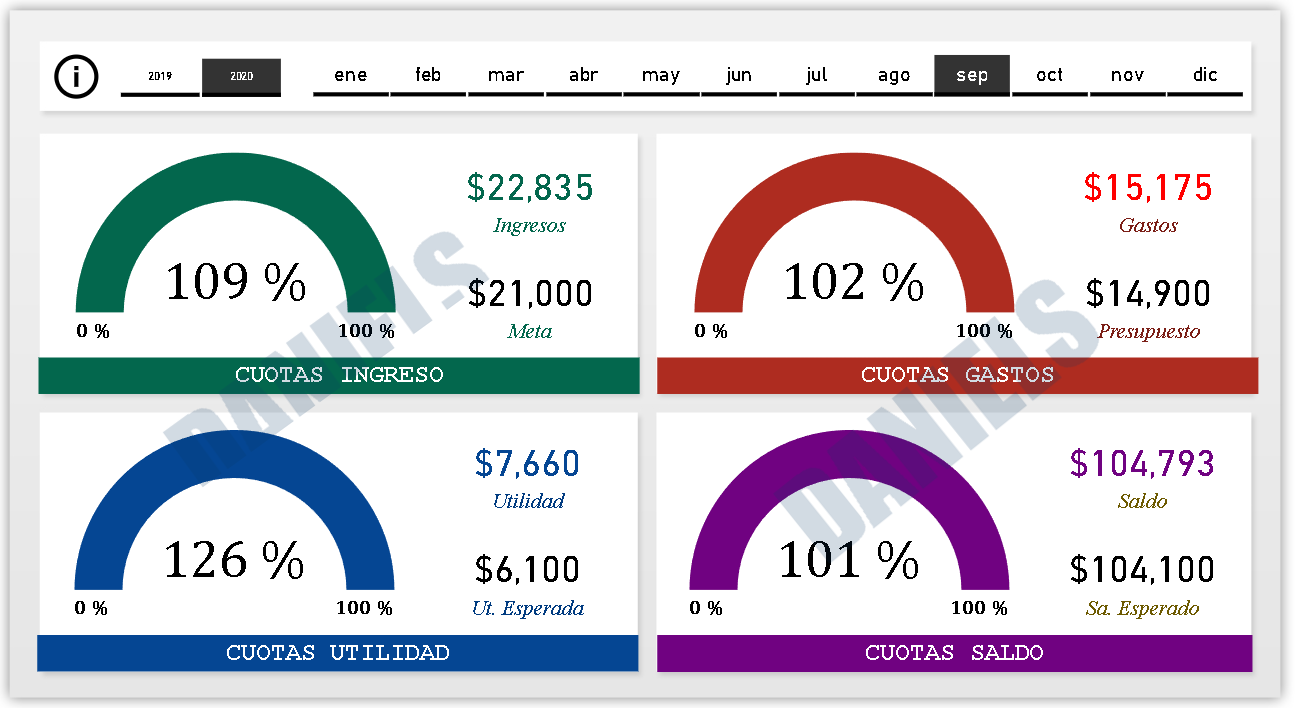 i 2019 2020 ene feb mar abr may jun jul ago sep oct nov dic
$22,835
Ingresos
109 %
$21,000
0 % 100 %
Meta
CUOTAS INGRESO
$15,175
Gastos
102 %
$14,900
0 % 100 %
Presupuesto
CUOTAS GASTOS
$7,660
Utilidad
126 %
$6,100
0 % 100 %
Ut. Esperada
CUOTAS UTILIDAD
$104,793
Saldo
101 %
$104,100
0 % 100 %
Sa. Esperado
CUOTAS SALDO
DANIELS
DANIELS